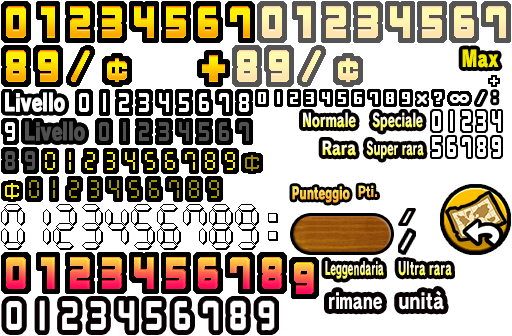 01234567 01234567
89/¢ +89/¢ Max
+
Livello 012345678 0123456789x?∞/:
9 Livello 01234567 Normale Speciale 01234
89 0123456789¢ Rara Super rara 56789
¢0123456789 Punteggio Pti.
0123456789: /
/
0123456789 Leggendaria Ultra rara
0123456789 rimane unità